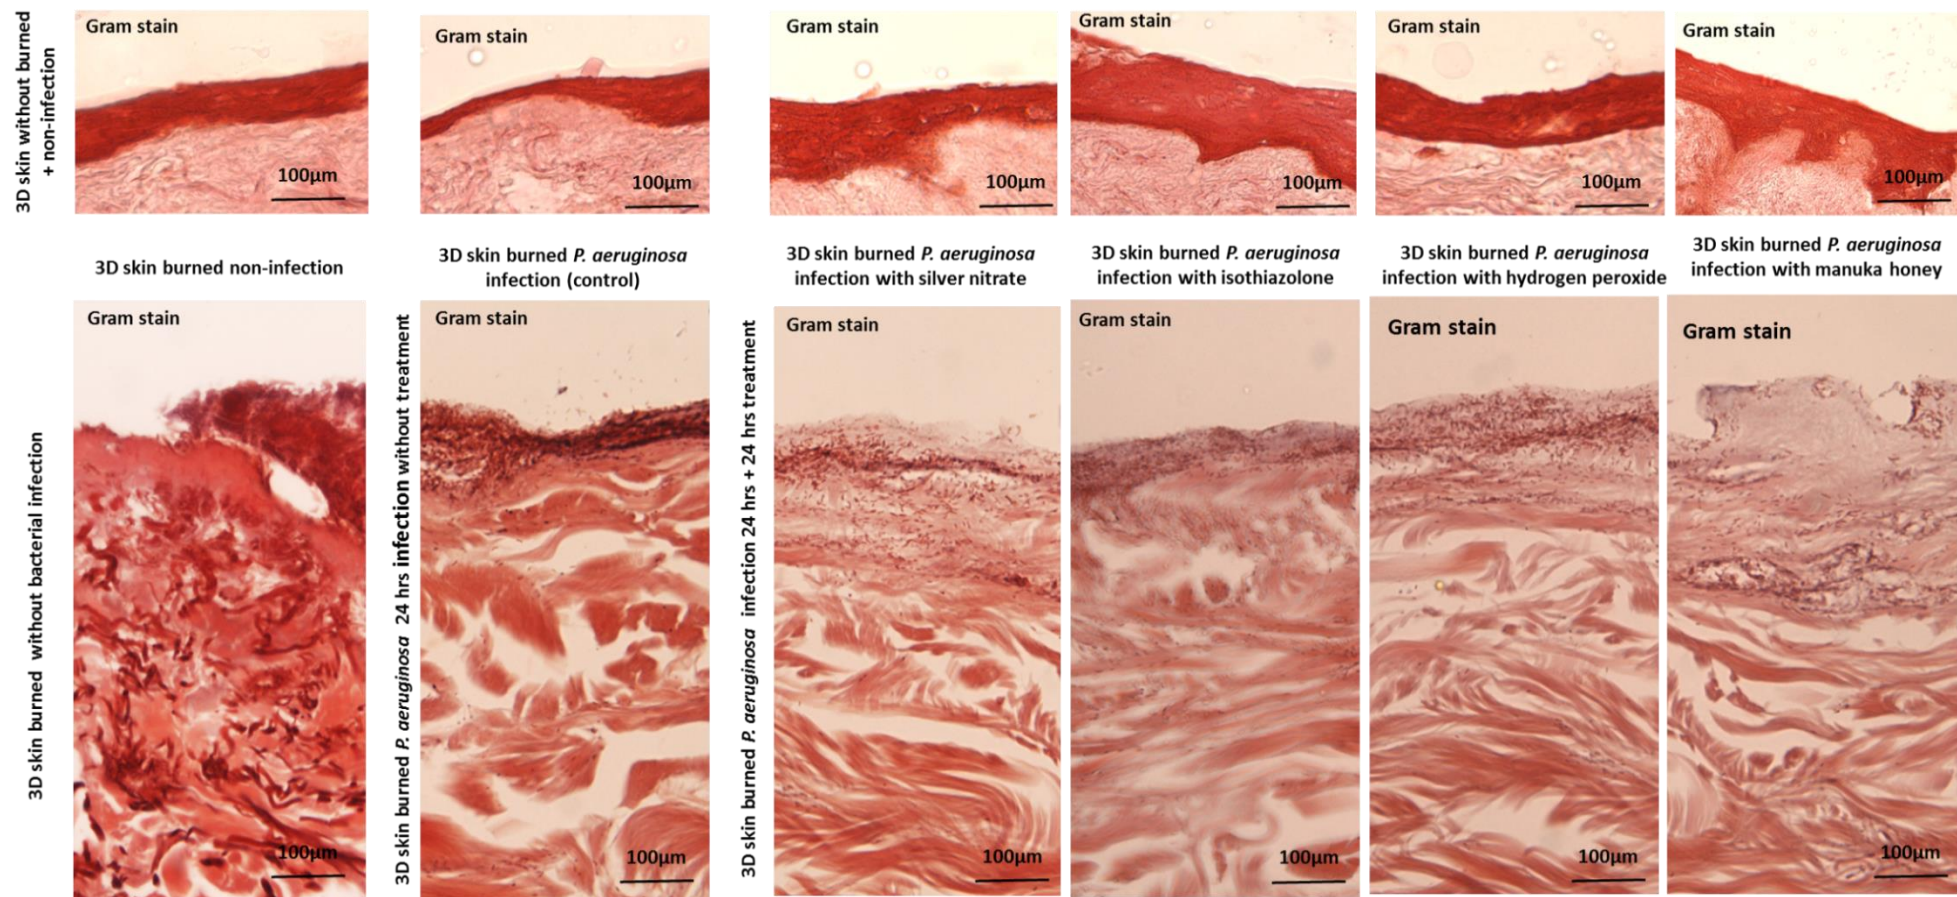 3D skin without burned
+ non-infection
Gram stain
100µm
Gram stain
100µm
Gram stain
100µm
Gram stain
100µm
Gram stain
100µm
Gram stain
100µm
3D skin burned non-infection
3D skin burned P. aeruginosa
infection (control)
3D skin burned P. aeruginosa
infection with silver nitrate
3D skin burned P. aeruginosa
infection with isothiazolone
3D skin burned P. aeruginosa
infection with hydrogen peroxide
3D skin burned P. aeruginosa
infection with manuka honey
3D skin burned without bacterial infection
Gram stain
100µm
3D skin burned P. aeruginosa 24 hrs infection without treatment
Gram stain
100µm
3D skin burned P. aeruginosa infection 24 hrs + 24 hrs treatment
Gram stain
100µm
Gram stain
100µm
Gram stain
100µm
Gram stain
100µm